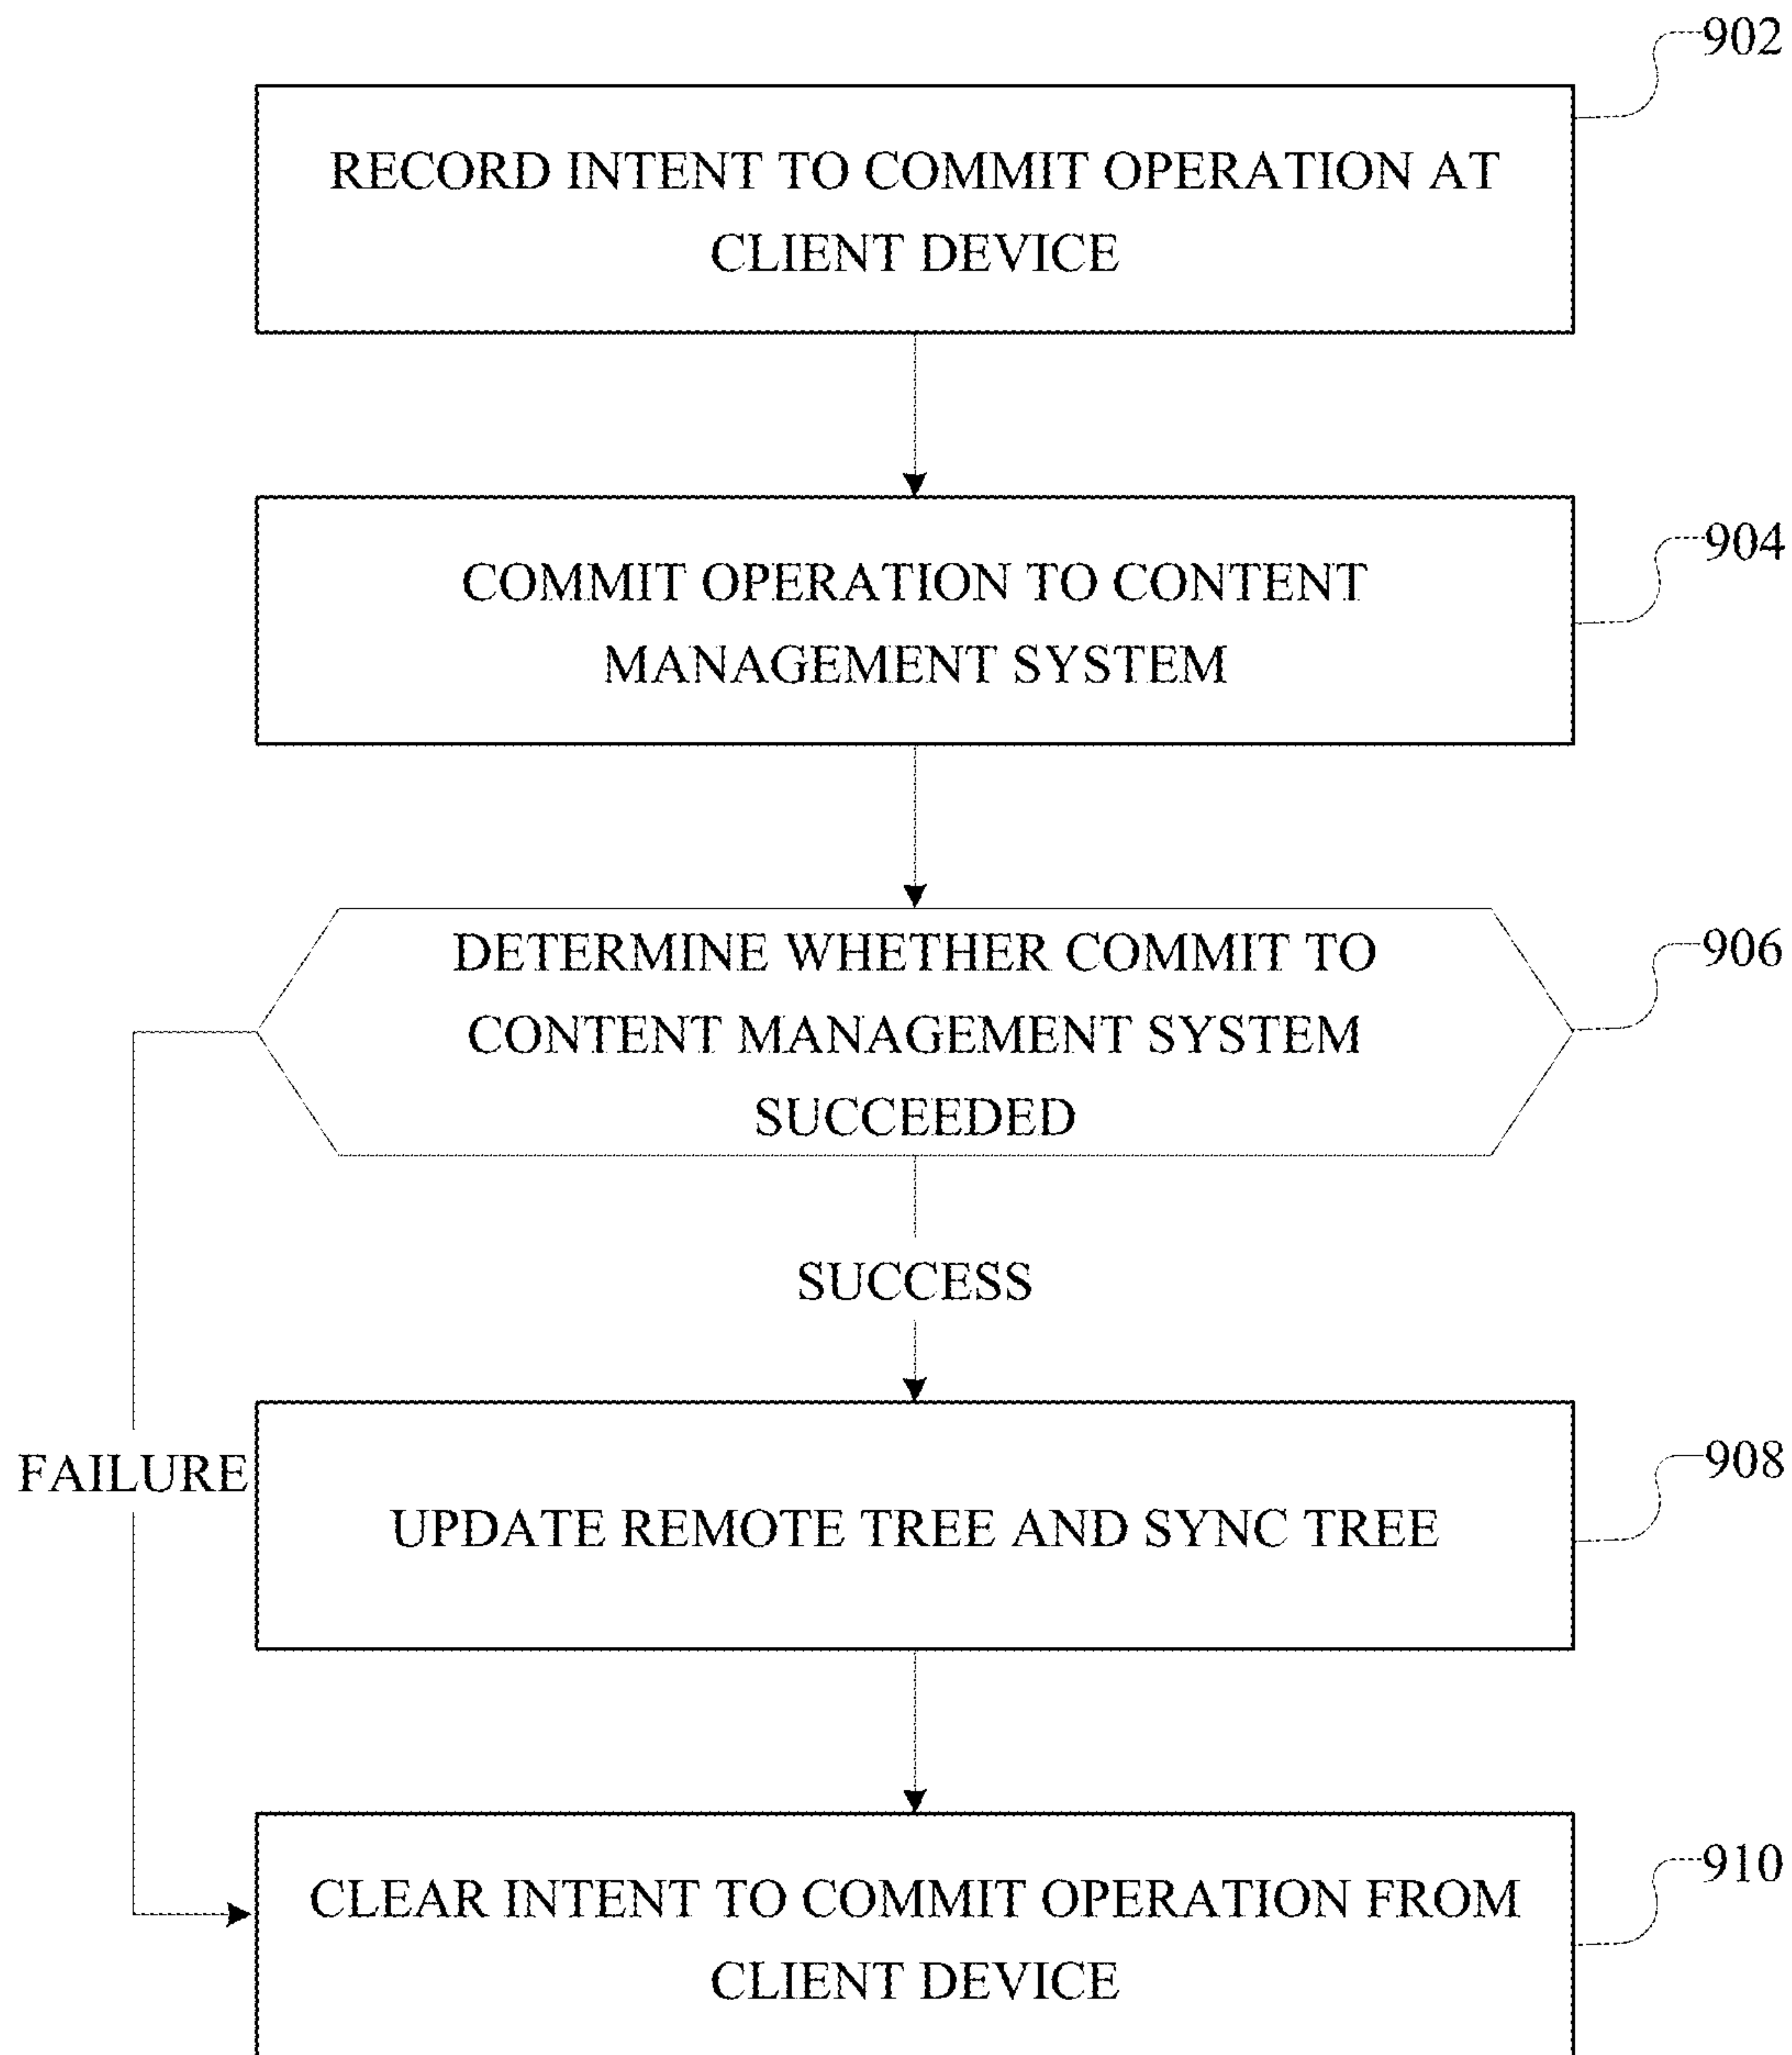 902
RECORD INTENT TO COMMIT OPERATION AT
CLIENT DEVICE
904
COMMIT OPERATION TO CONTENT
MANAGEMENT SYSTEM
906
DETERMINE WHETHER COMMIT TO
CONTENT MANAGEMENT SYSTEM
SUCCEEDED
SUCCESS
FAILURE
908
UPDATE REMOTE TREE AND SYNC TREE
910
CLEAR INTENT TO COMMIT OPERATION FROM
CLIENT DEVICE